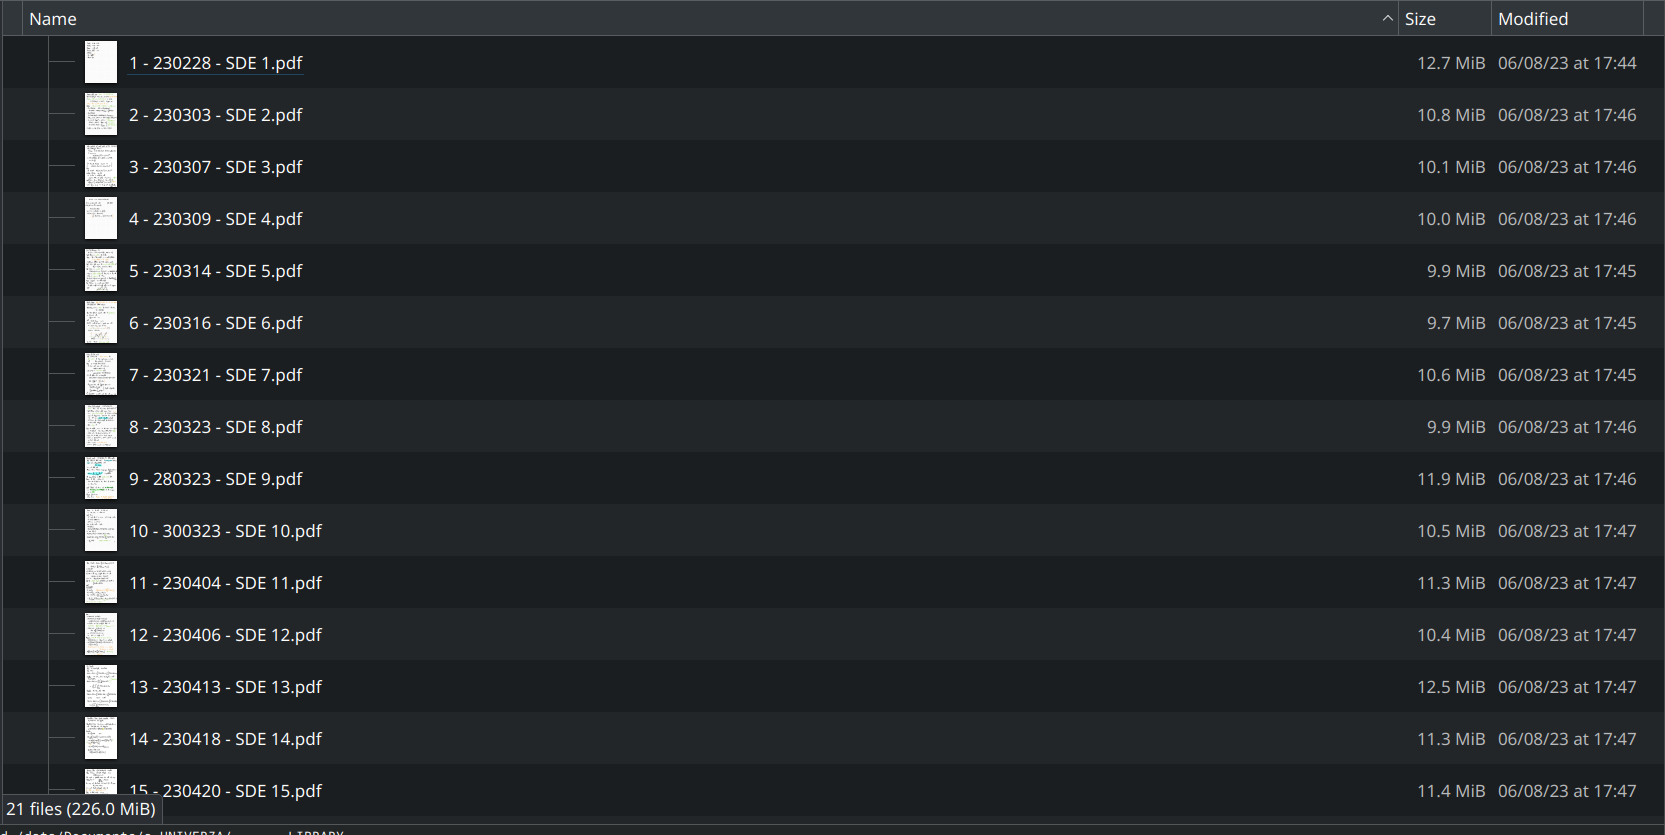 Name Size Modified
1 - 230228 - SDE 1.pdf 12.7 MiB 06/08/23 at 17:44
2 - 230303 - SDE 2.pdf 10.8 MiB 06/08/23 at 17:46
3 - 230307 - SDE 3.pdf 10.1 MiB 06/08/23 at 17:46
4 - 230309 - SDE 4.pdf 10.0 MiB 06/08/23 at 17:46
5 - 230314 - SDE 5.pdf 9.9 MiB 06/08/23 at 17:45
6 - 230316 - SDE 6.pdf 9.7 MiB 06/08/23 at 17:45
7 - 230321 - SDE 7.pdf 10.6 MiB 06/08/23 at 17:45
8 - 230323 - SDE 8.pdf 9.9 MiB 06/08/23 at 17:46
9 - 280323 - SDE 9.pdf 11.9 MiB 06/08/23 at 17:46
10 - 300323 - SDE 10.pdf 10.5 MiB 06/08/23 at 17:47
11 - 230404 - SDE 11.pdf 11.3 MiB 06/08/23 at 17:47
12 - 230406 - SDE 12.pdf 10.4 MiB 06/08/23 at 17:47
13 - 230413 - SDE 13.pdf 12.5 MiB 06/08/23 at 17:47
14 - 230418 - SDE 14.pdf 11.3 MiB 06/08/23 at 17:47
15 - 230420 - SDE 15.pdf 11.4 MiB 06/08/23 at 17:47
21 files (226.0 MiB)